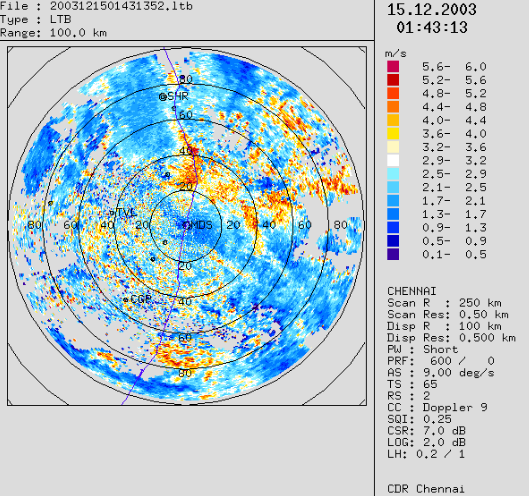 File : 2003121501431352.ltb
Type : LTB
Range: 100.0 km
15.12.2003
01:43:13
m/s
5.6- 6.0
5.2- 5.6
4.8- 5.2
4.4- 4.8
4.0- 4.4
3.6- 4.0
3.2- 3.6
2.9- 3.2
2.5- 2.9
2.1- 2.5
1.7- 2.1
1.3- 1.7
0.9- 1.3
0.5- 0.9
0.1- 0.5
80
SHR
60
40
20
TVL
80 60 40 20 MDS 20 40 60 80
20
CGP
40
60
80
CHENNAI
Scan R : 250 km
Scan Res: 0.50 km
Disp R : 100 km
Disp Res: 0.500 km
PW : Short
PRF: 600 / 0
AS : 9.00 deg/s
TS : 65
RS : 2
CC : Doppler 9
SQI: 0.25
CSR: 7.0 dB
LOG: 2.0 dB
LH: 0.2 / 1
CDR Chennai